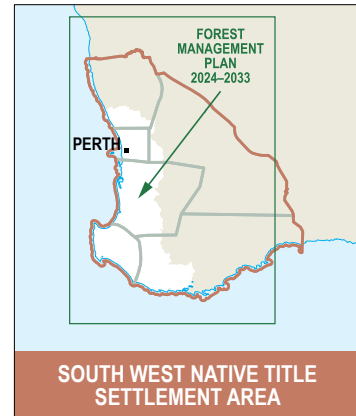 FOREST
MANAGEMENT
PLAN
2024–2033
PERTH
SOUTH WEST NATIVE TITLE
SETTLEMENT AREA